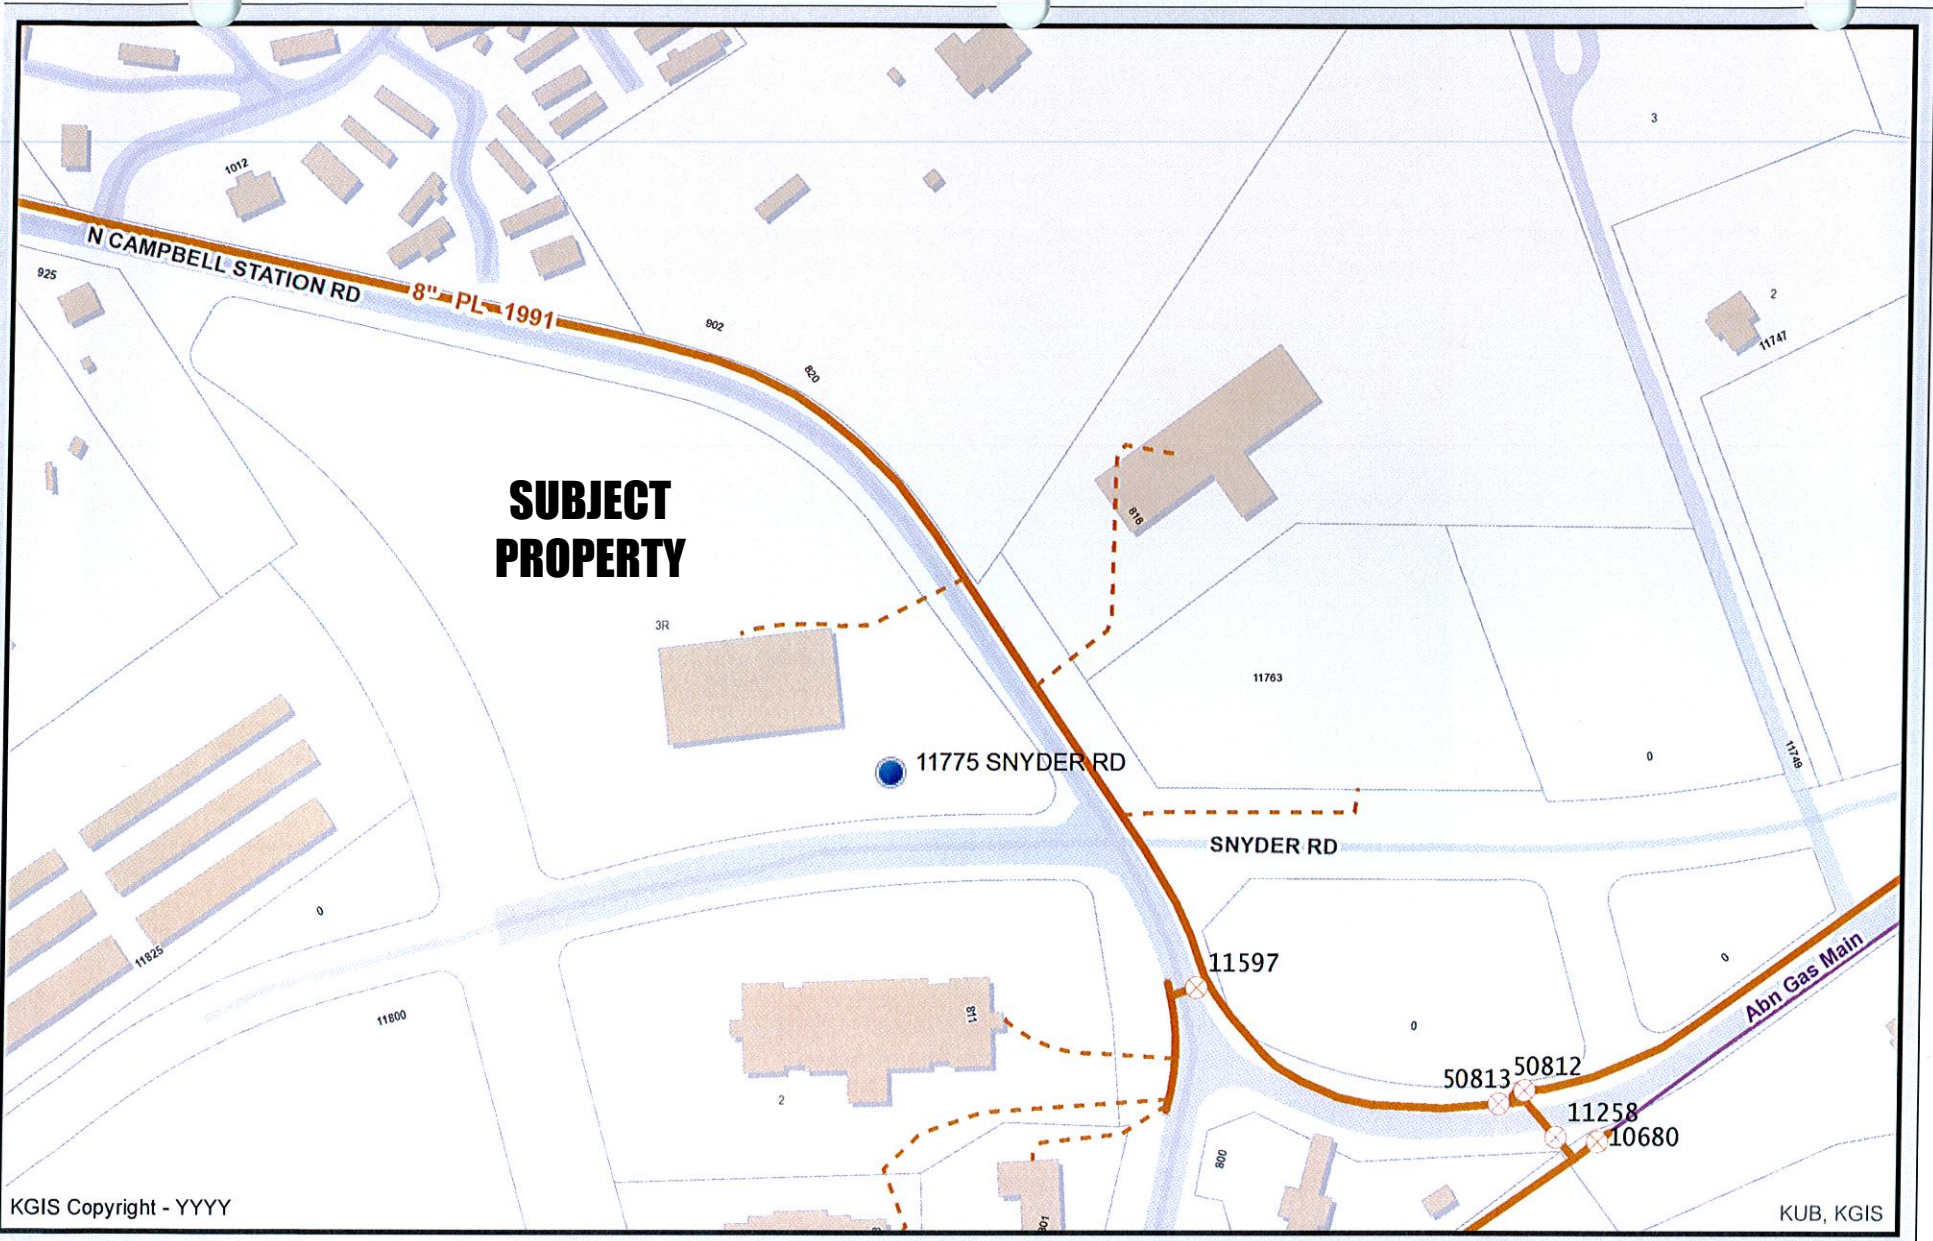 3
1012
N CAMPBELL STATION RD
925
8" PL 1991
902
820
2
11747
SUBJECT
PROPERTY
816
3R
11763
0
11749
11775 SNYDER RD
SNYDER RD
0
11825
11597
0
Abn Gas Main
811
11800
0
50812
50813
2
11258
10680
800
KGIS Copyright - YYYY
KUB, KGIS